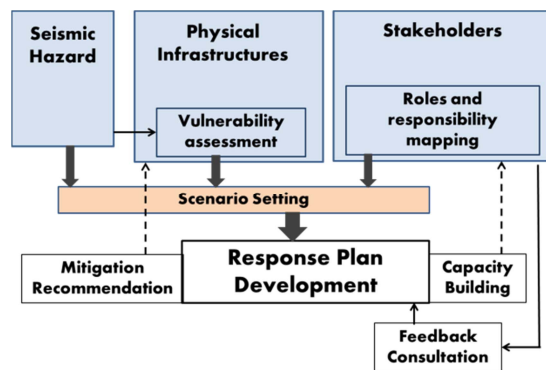 Seismic
Hazard
Physical
Infrastructures
Vulnerability
assessment
Stakeholders
Roles and
responsibility
mapping
Scenario Setting
Mitigation
Recommendation
Response Plan
Development
Capacity
Building
Feedback
Consultation